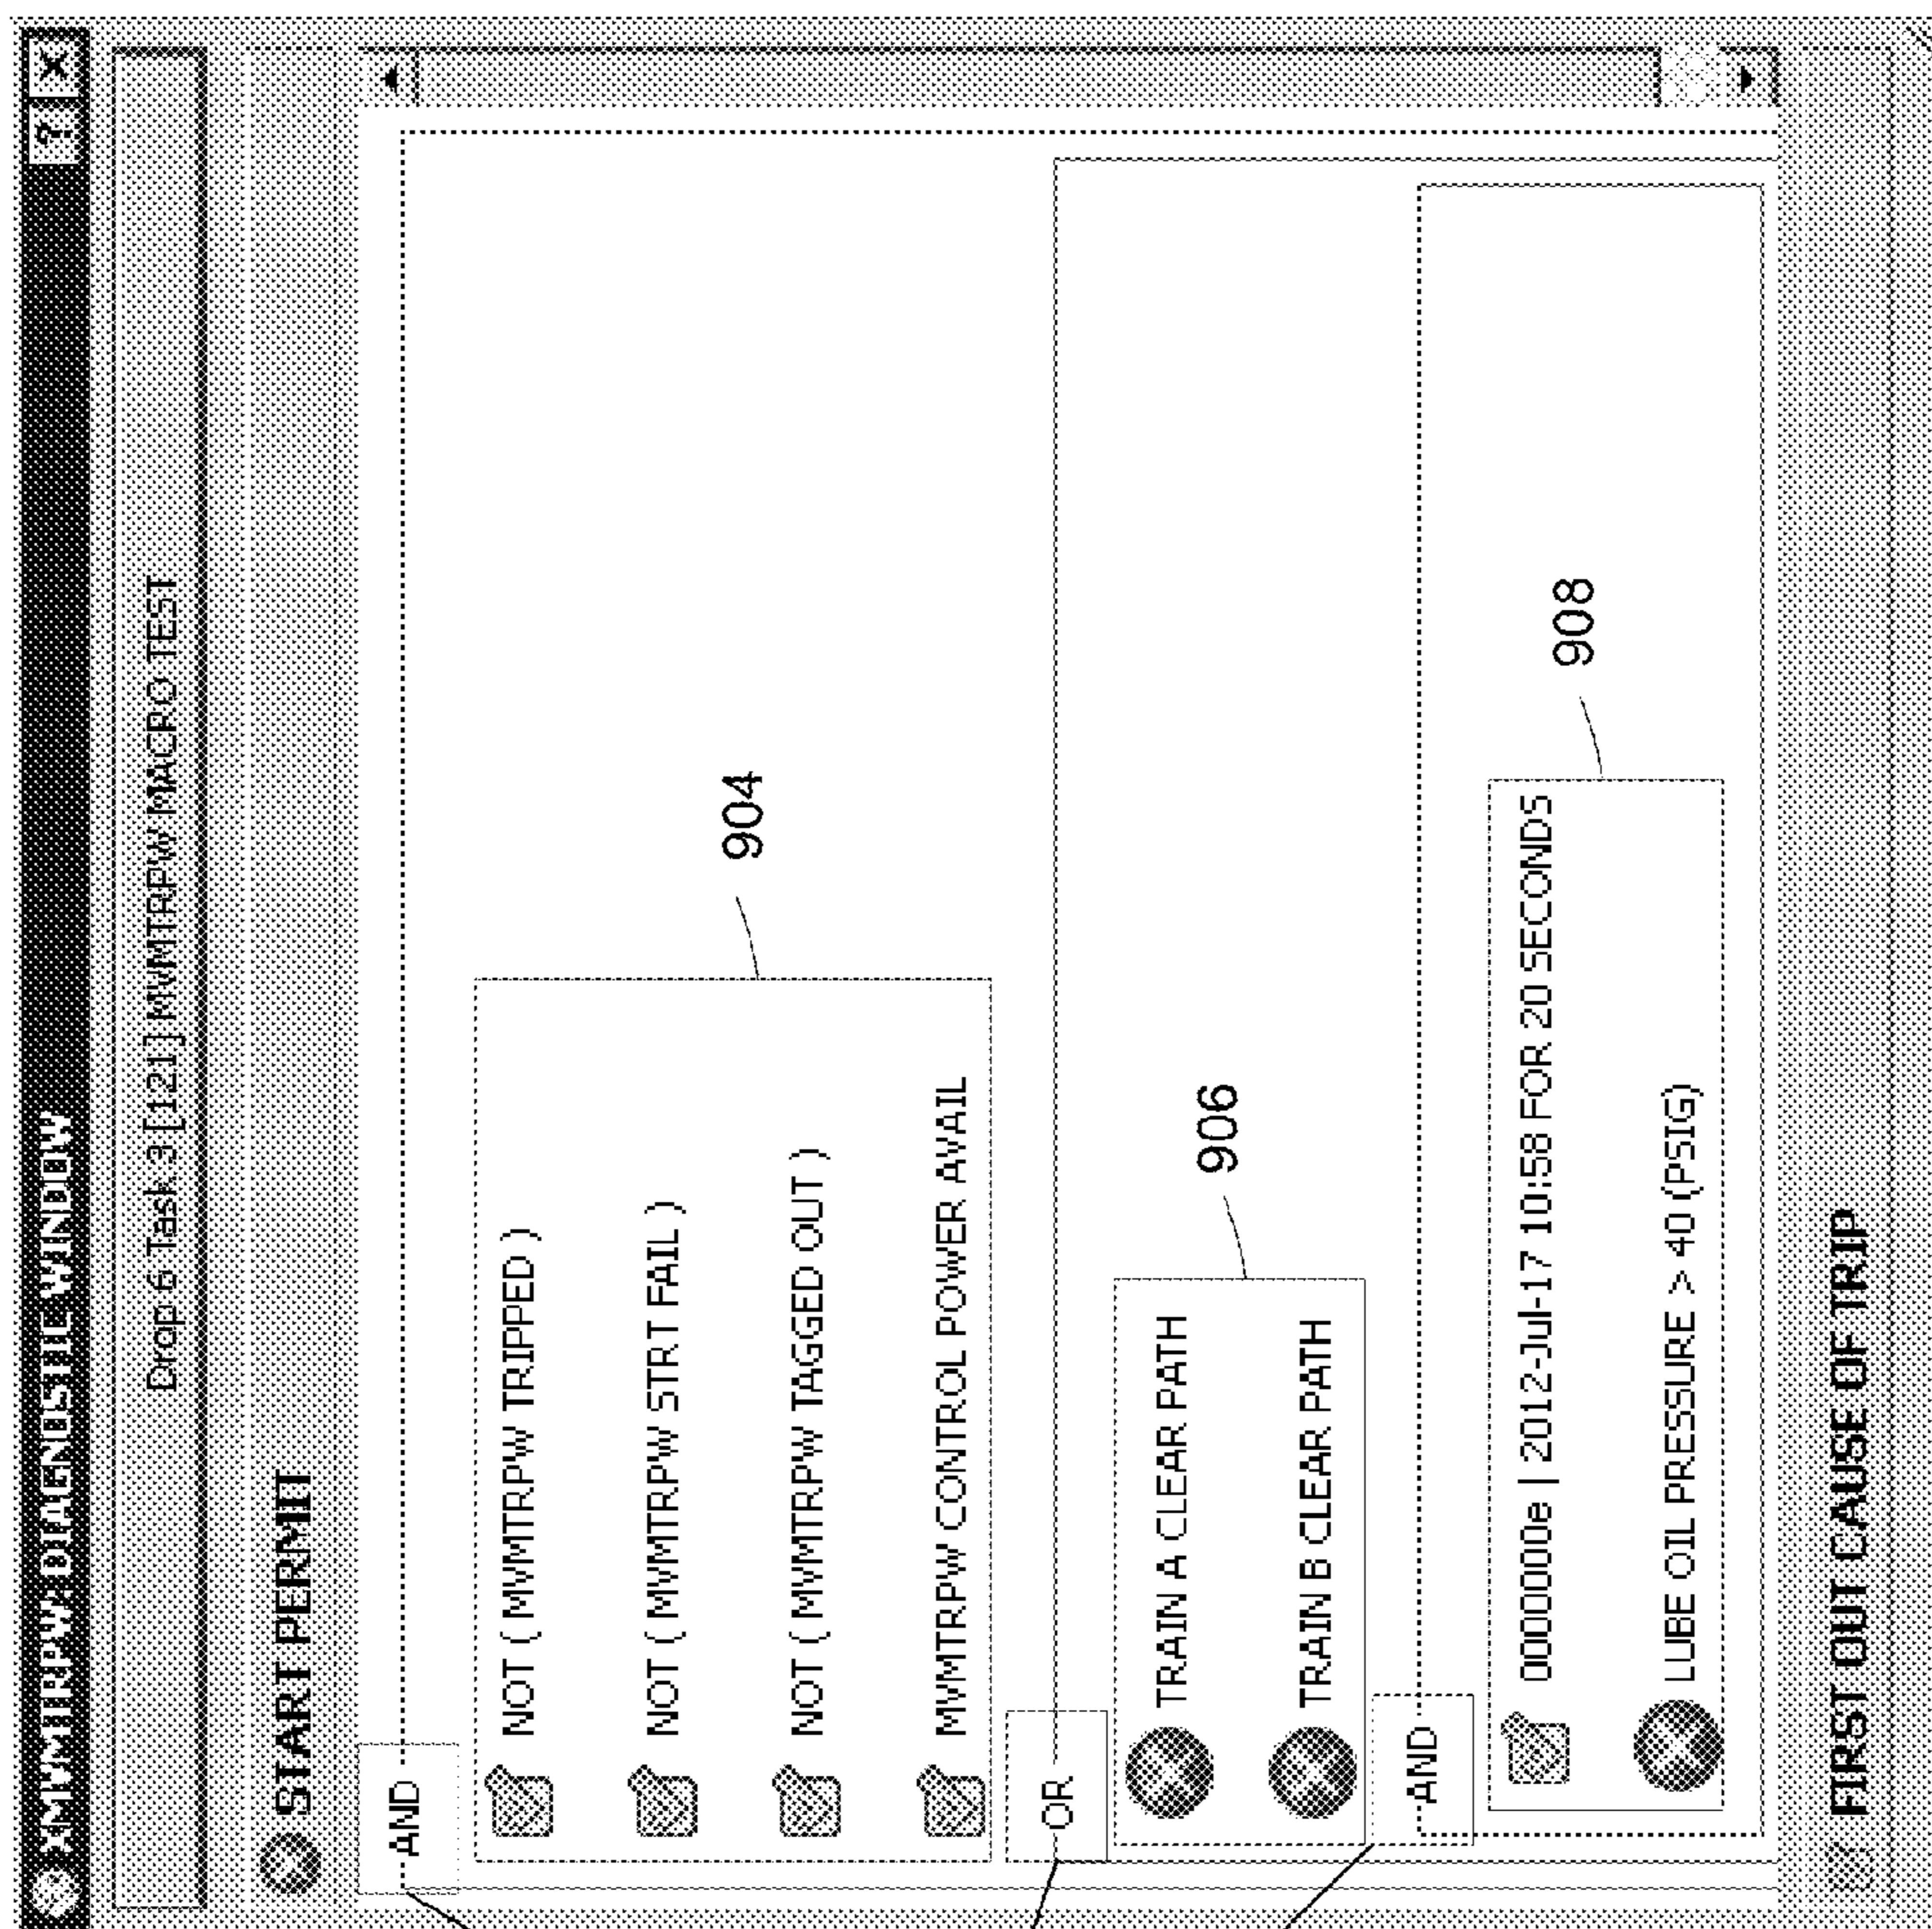 XMVMTRPW DIAGNOSTIC WINDOW
? X
Drop 6 Task 3 [121] MVMTRPW MACRO TEST
START PERMIT
AND
NOT ( MVMTRPW TRIPPED )
NOT ( MVMTRPW STRT FAIL )
NOT ( MVMTRPW TAGGED OUT )
MVMTRPW CONTROL POWER AVAIL
904
OR
TRAIN A CLEAR PATH
TRAIN B CLEAR PATH
906
AND
0000000e | 2012-Jul-17 10:58 FOR 20 SECONDS
LUBE OIL PRESSURE > 40 (PSIG)
908
FIRST OUT CAUSE OF TRIP